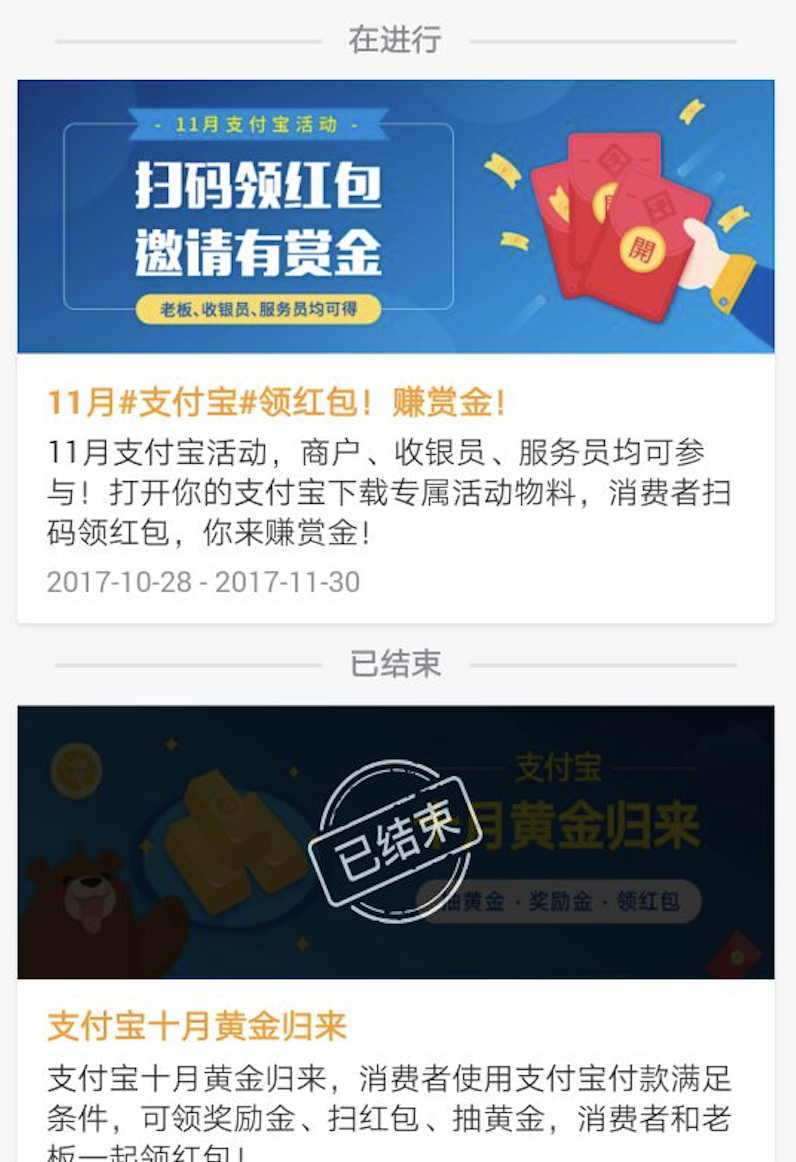 在进行
- 11月支付宝活动 -
扫码领红包
邀请有赏金
老板、收银员、服务员均可得
開
11月#支付宝#领红包！赚赏金！
11月支付宝活动，商户、收银员、服务员均可参
与！打开你的支付宝下载专属活动物料，消费者扫
码领红包，你来赚赏金！
2017-10-28 - 2017-11-30
已结束
支付宝
月黄金归来
已结束
抽黄金·奖励金·领红包
支付宝十月黄金归来
支付宝十月黄金归来，消费者使用支付宝付款满足
条件，可领奖励金、扫红包、抽黄金，消费者和老
板一起领红包！